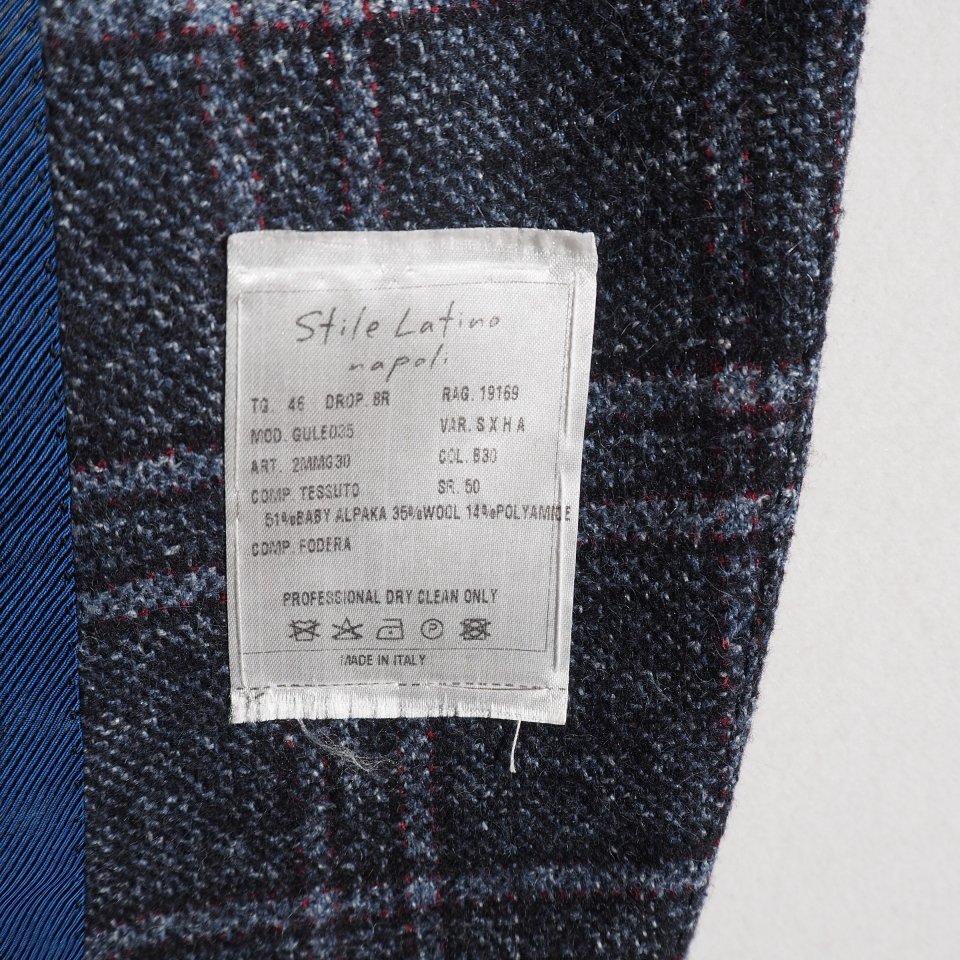 Stile Latino
napoli
TG. 46 DROP. 8R RAG. 19169
MOD. GULE035 VAR. S X H A
ART. 2MMG30 COL. B30
COMP. TESSUTO SR. 50
51%BABY ALPAKA 35%WOOL 14%POLYAMIDE
COMP. FODERA
PROFESSIONAL DRY CLEAN ONLY
P
MADE IN ITALY